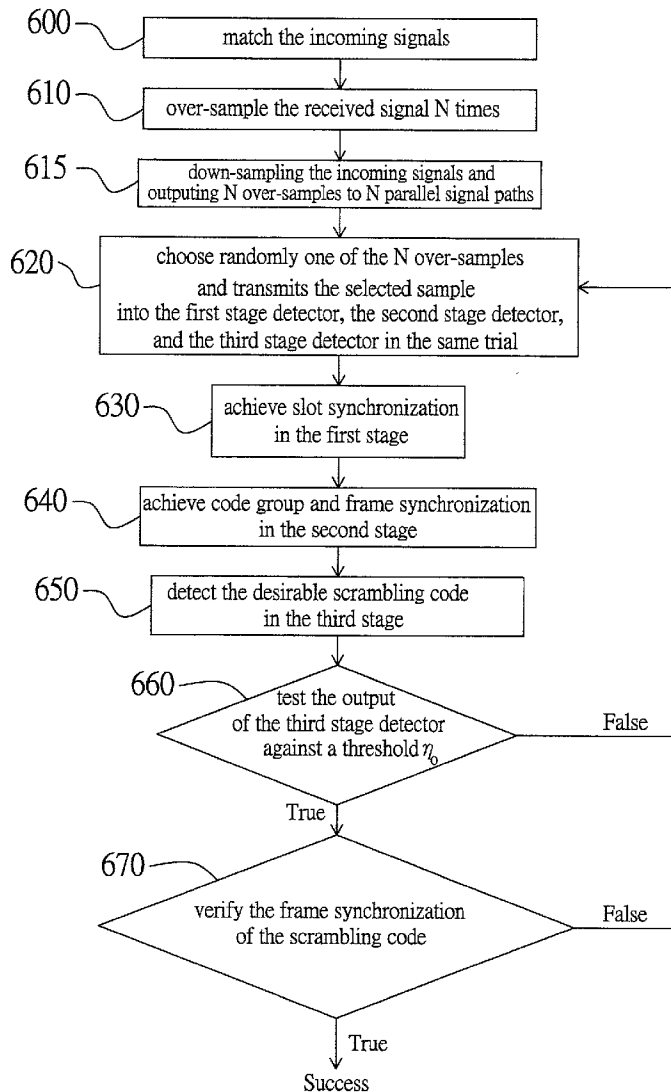 600
match the incoming signals
610
over-sample the received signal N times
615
down-sampling the incoming signals and
outputing N over-samples to N parallel signal paths
620
choose randomly one of the N over-samples
and transmits the selected sample
into the first stage detector, the second stage detector,
and the third stage detector in the same trial
630
achieve slot synchronization
in the first stage
640
achieve code group and frame synchronization
in the second stage
650
detect the desirable scrambling code
in the third stage
660
test the output
of the third stage detector
against a threshold η₀
False
True
670
verify the frame synchronization
of the scrambling code
False
True
Success